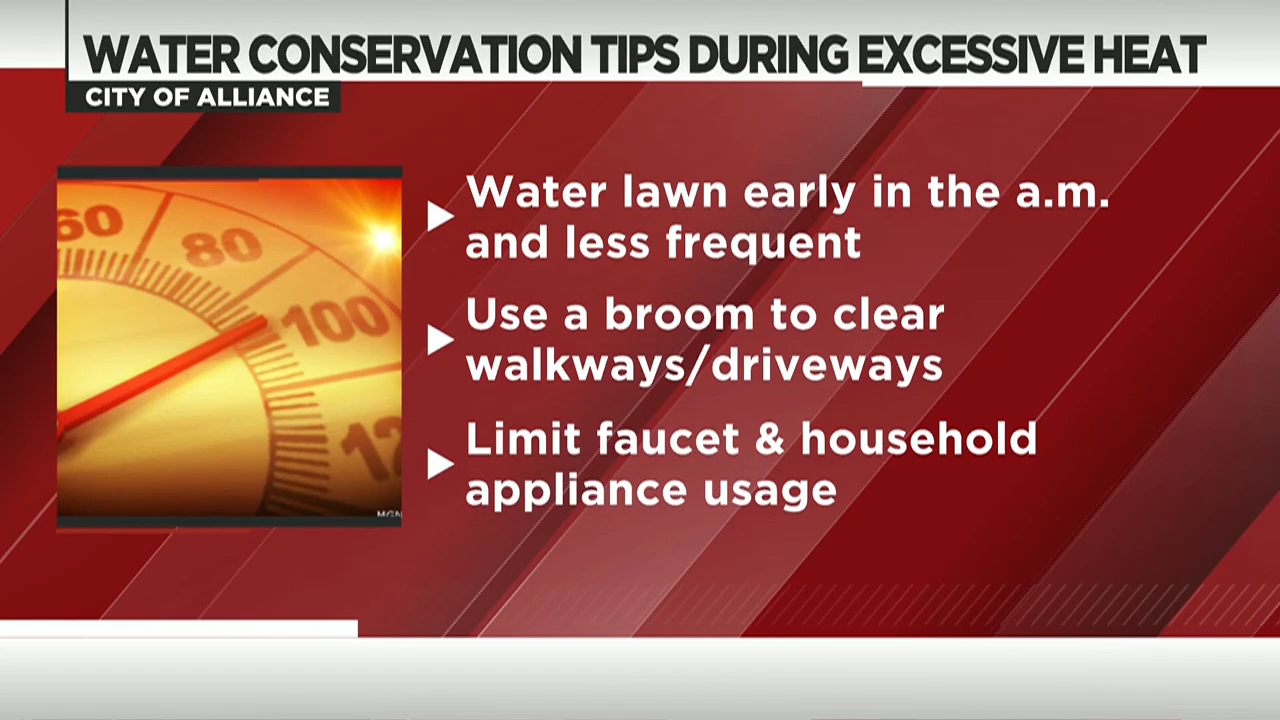 WATER CONSERVATION TIPS DURING EXCESSIVE HEAT
CITY OF ALLIANCE
Water lawn early in the a.m.
and less frequent
Use a broom to clear
walkways/driveways
Limit faucet & household
appliance usage
60
80
100
MGN